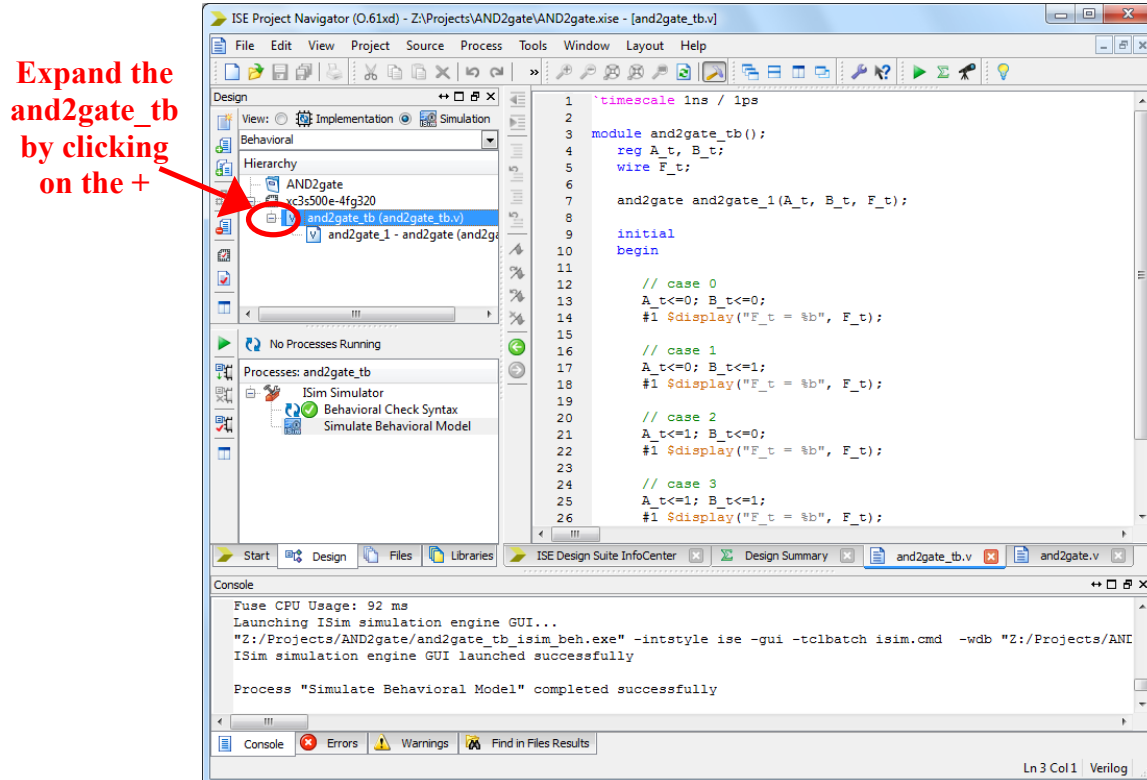 Expand the
and2gate_tb
by clicking
on the +
ISE Project Navigator (O.61xd) - Z:\Projects\AND2gate\AND2gate.xise - [and2gate_tb.v]
File Edit View Project Source Process Tools Window Layout Help
Design
View: Implementation Simulation
Behavioral
Hierarchy
AND2gate
xc3s500e-4fg320
and2gate_tb (and2gate_tb.v)
and2gate_1 - and2gate (and2ga
No Processes Running
Processes: and2gate_tb
ISim Simulator
Behavioral Check Syntax
Simulate Behavioral Model
Start Design Files Libraries
1 `timescale 1ns / 1ps
2
3 module and2gate_tb();
4 reg A_t, B_t;
5 wire F_t;
6
7 and2gate and2gate_1(A_t, B_t, F_t);
8
9 initial
10 begin
11
12 // case 0
13 A_t<=0; B_t<=0;
14 #1 $display("F_t = %b", F_t);
15
16 // case 1
17 A_t<=0; B_t<=1;
18 #1 $display("F_t = %b", F_t);
19
20 // case 2
21 A_t<=1; B_t<=0;
22 #1 $display("F_t = %b", F_t);
23
24 // case 3
25 A_t<=1; B_t<=1;
26 #1 $display("F_t = %b", F_t);
ISE Design Suite InfoCenter Design Summary and2gate_tb.v and2gate.v
Console
Fuse CPU Usage: 92 ms
Launching ISim simulation engine GUI...
"Z:/Projects/AND2gate/and2gate_tb_isim_beh.exe" -intstyle ise -gui -tclbatch isim.cmd -wdb "Z:/Projects/AND
ISim simulation engine GUI launched successfully
Process "Simulate Behavioral Model" completed successfully
Console Errors Warnings Find in Files Results
Ln 3 Col 1 Verilog